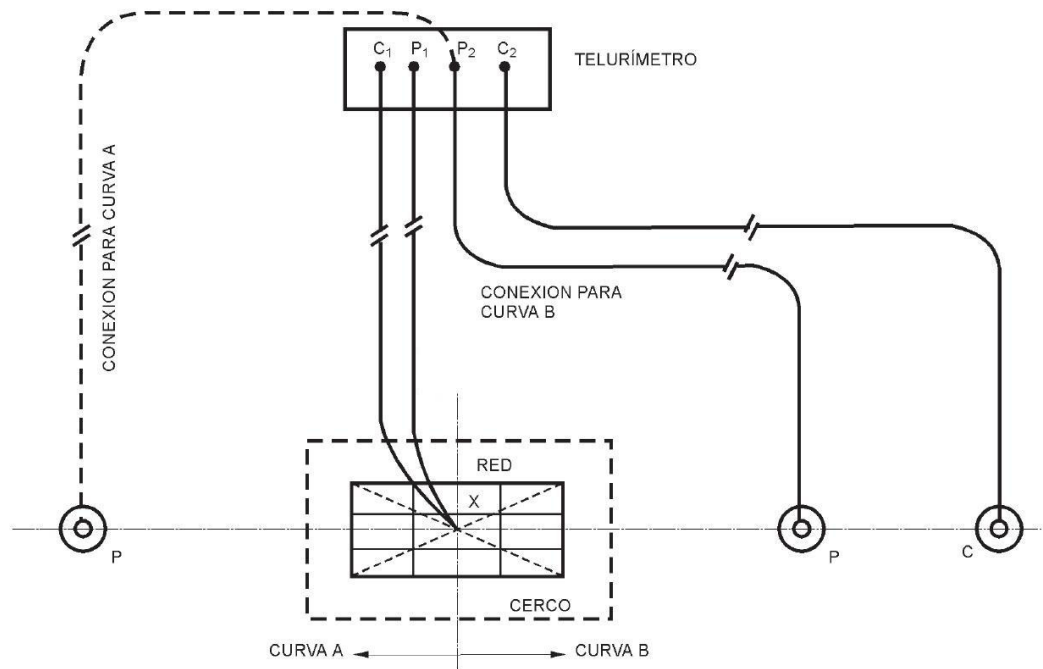 C1 P1 P2 C2
TELURÍMETRO
CONEXION PARA CURVA A
CONEXION PARA
CURVA B
RED
X
P
P
C
CERCO
CURVA A
CURVA B